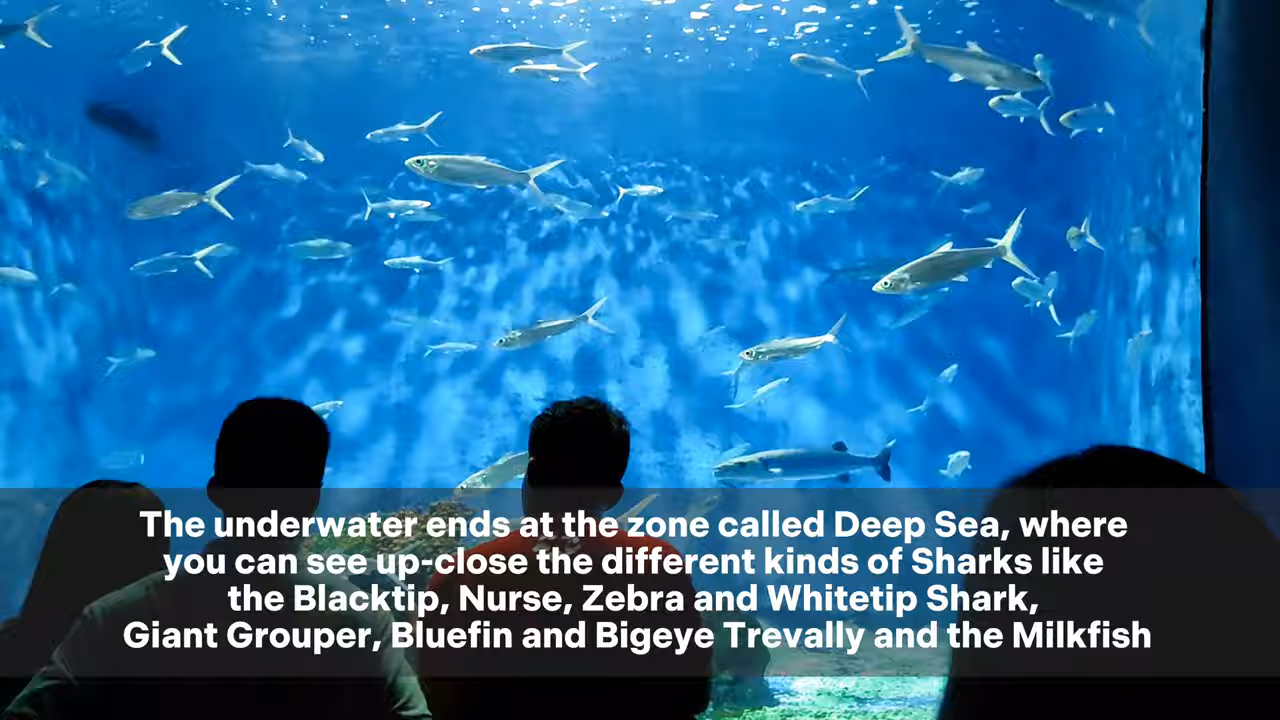 The underwater ends at the zone called Deep Sea, where
you can see up-close the different kinds of Sharks like
the Blacktip, Nurse, Zebra and Whitetip Shark,
Giant Grouper, Bluefin and Bigeye Trevally and the Milkfish